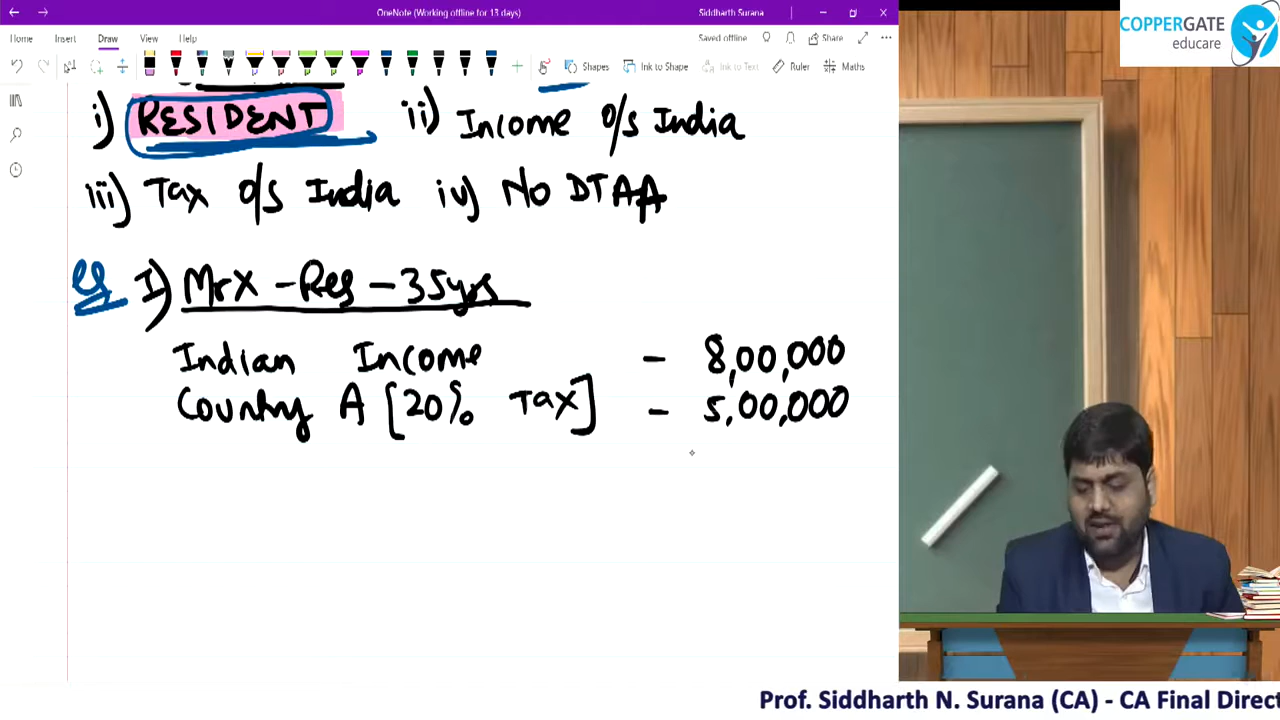 OneNote (Working offline for 13 days)
Siddharth Surana
COPPERGATE
educare
Home Insert Draw View Help
Saved offline
Share
Shapes
Ink to Shape
Ink to Text
Ruler
Maths
i) RESIDENT ii) Income o/s India
iii) Tax o/s India iv) No DTAA
eg I) Mr X - Res - 35yrs
Indian Income - 8,00,000
Country A [20% Tax] - 5,00,000
Prof. Siddharth N. Surana (CA) - CA Final Direct